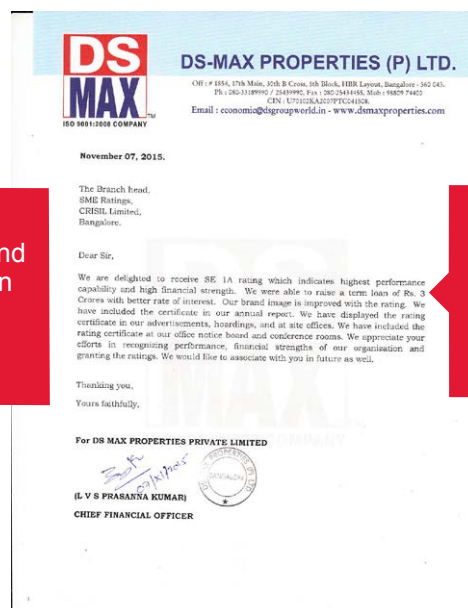 DS
MAX
TM
ISO 9001:2008 COMPANY
DS-MAX PROPERTIES (P) LTD.
Off : # 1854, 17th Main, 30th B Cross, 5th Block, HBR Layout, Bangalore - 560 043.
Ph : 080-33189990 / 25439990, Fax : 080-25434455, Mob : 98809 74400
CIN : U70102KA2007PTC041508.
Email : economic@dsgroupworld.in - www.dsmaxproperties.com
November 07, 2015.
The Branch head,
SME Ratings,
CRISIL Limited,
Bangalore.
nd
n
Dear Sir,
We are delighted to receive SE 1A rating which indicates highest performance
capability and high financial strength. We were able to raise a term loan of Rs. 3
Crores with better rate of interest. Our brand image is improved with the rating. We
have included the certificate in our annual report. We have displayed the rating
certificate in our advertisements, hoardings, and at site offices. We have included the
rating certificate at our office notice board and conference rooms. We appreciate your
efforts in recognizing performance, financial strengths of our organization and
granting the ratings. We would like to associate with you in future as well.
Thanking you,
Yours faithfully,
For DS MAX PROPERTIES PRIVATE LIMITED
BANGALORE
(L V S PRASANNA KUMAR)
CHIEF FINANCIAL OFFICER